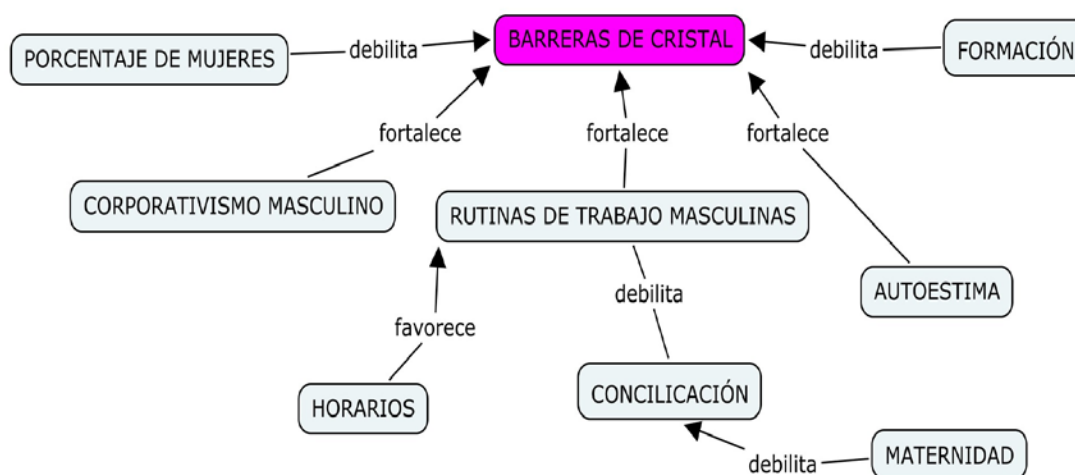 BARRERAS DE CRISTAL
PORCENTAJE DE MUJERES
debilita
debilita
FORMACIÓN
fortalece
fortalece
fortalece
CORPORATIVISMO MASCULINO
RUTINAS DE TRABAJO MASCULINAS
AUTOESTIMA
debilita
favorece
HORARIOS
CONCILICACIÓN
debilita
MATERNIDAD